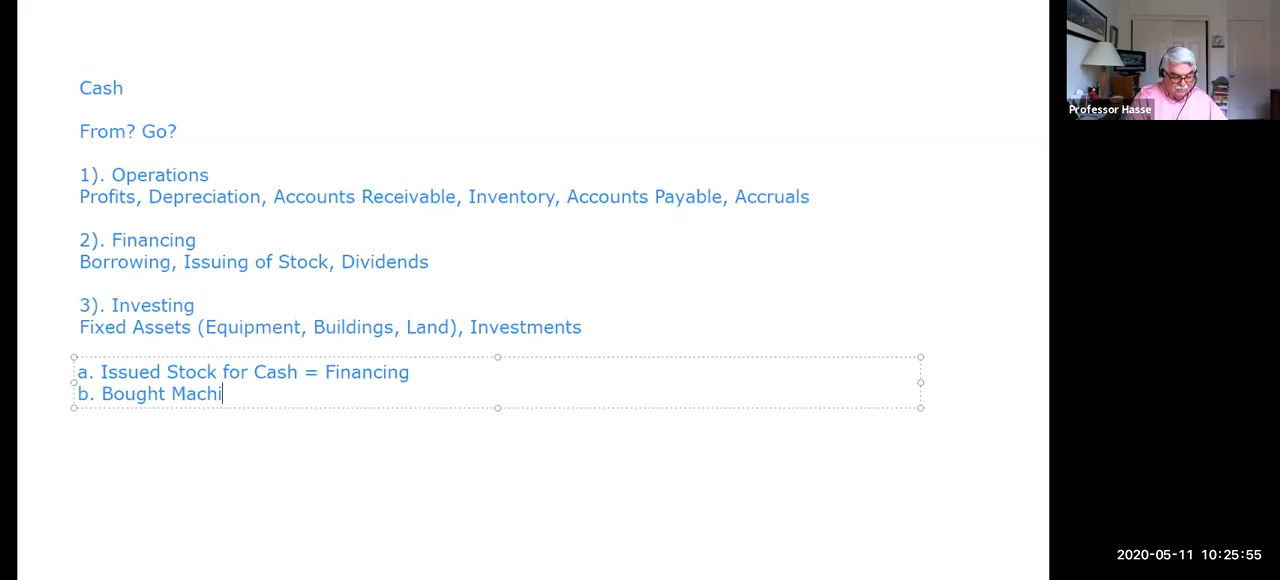 Cash
From? Go?
1). Operations
Profits, Depreciation, Accounts Receivable, Inventory, Accounts Payable, Accruals
2). Financing
Borrowing, Issuing of Stock, Dividends
3). Investing
Fixed Assets (Equipment, Buildings, Land), Investments
a. Issued Stock for Cash = Financing
b. Bought Machi
Professor Hasse
2020-05-11 10:25:55